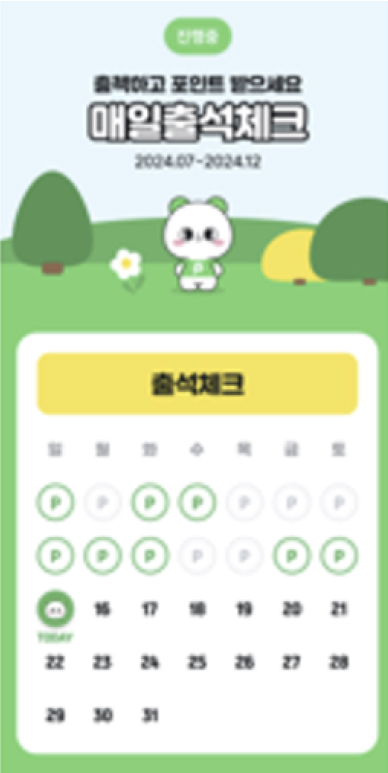 진행중
출첵하고 포인트 받으세요
매일출석체크
2024.07~2024.12
P
출석체크
일 월 화 수 목 금 토
P P P P P P P
P P P P P P P
16 17 18 19 20 21
TODAY
22 23 24 25 26 27 28
29 30 31